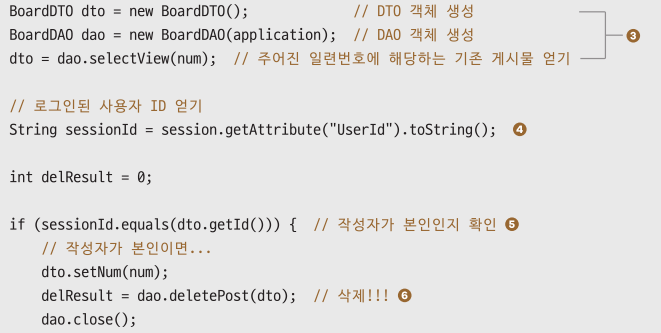 BoardDTO dto = new BoardDTO();             // DTO 객체 생성
BoardDAO dao = new BoardDAO(application);  // DAO 객체 생성 ❸
dto = dao.selectView(num);  // 주어진 일련번호에 해당하는 기존 게시물 얻기
// 로그인된 사용자 ID 얻기
String sessionId = session.getAttribute("UserId").toString(); ❹
int delResult = 0;
if (sessionId.equals(dto.getId())) {  // 작성자가 본인인지 확인 ❺
    // 작성자가 본인이면...
    dto.setNum(num);
    delResult = dao.deletePost(dto);  // 삭제!!! ❻
    dao.close();